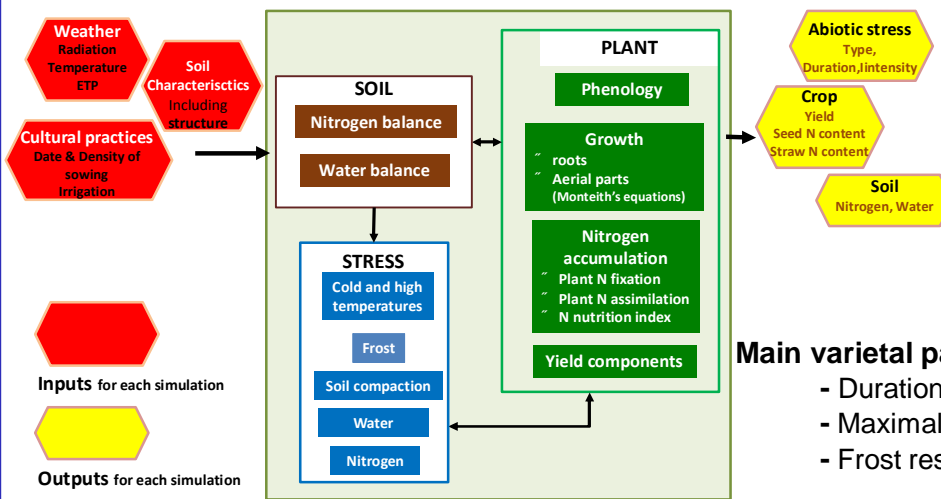 Weather
Radiation
Temperature
ETP
Soil
Characterisctics
Including
structure
Cultural practices
Date & Density of
sowing
Irrigation
SOIL
Nitrogen balance
Water balance
STRESS
Cold and high
temperatures
Frost
Soil compaction
Water
Nitrogen
PLANT
Phenology
Growth
˝ roots
˝ Aerial parts
(Monteith's equations)
Nitrogen
accumulation
˝ Plant N fixation
˝ Plant N assimilation
˝ N nutrition index
Yield components
Abiotic stress
Type,
Duration,Iintensity
Crop
Yield
Seed N content
Straw N content
Soil
Nitrogen, Water
Inputs for each simulation
Outputs for each simulation
Main varietal pa
- Duration
- Maximal
- Frost res